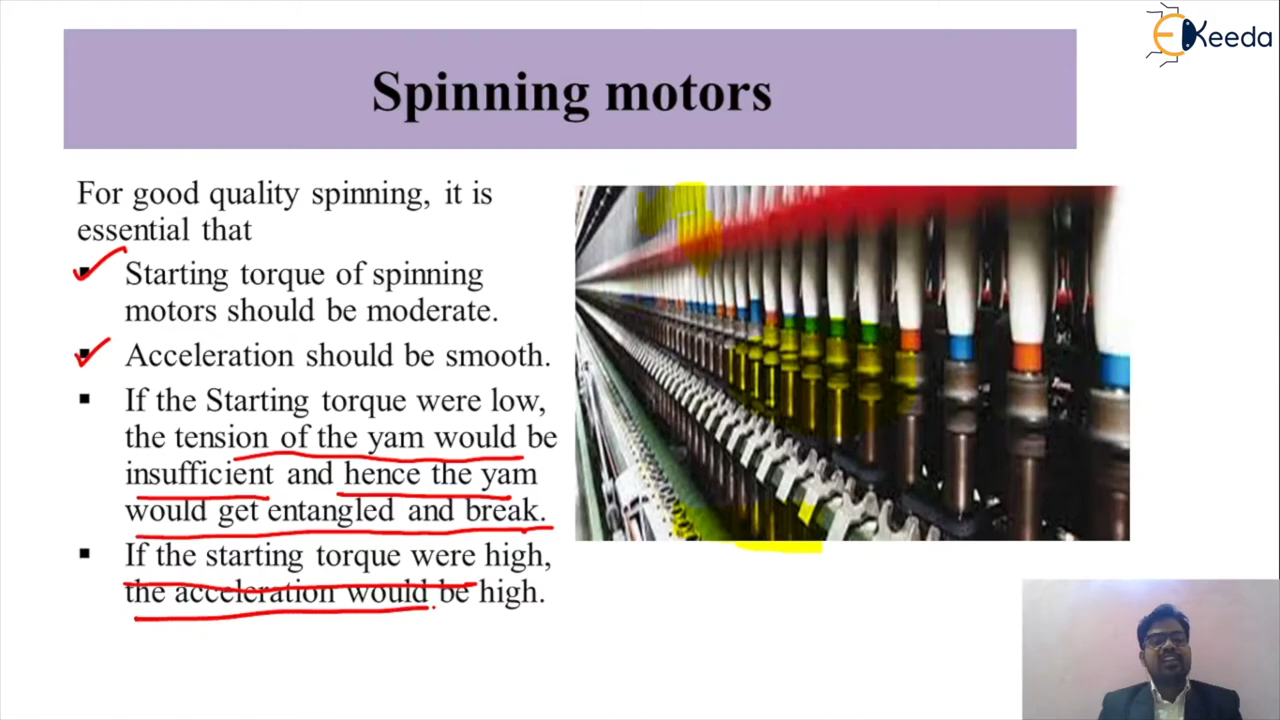 Keeda
Spinning motors
For good quality spinning, it is
essential that
Starting torque of spinning
motors should be moderate.
Acceleration should be smooth.
If the Starting torque were low,
the tension of the yam would be
insufficient and hence the yam
would get entangled and break.
If the starting torque were high,
the acceleration would be high.